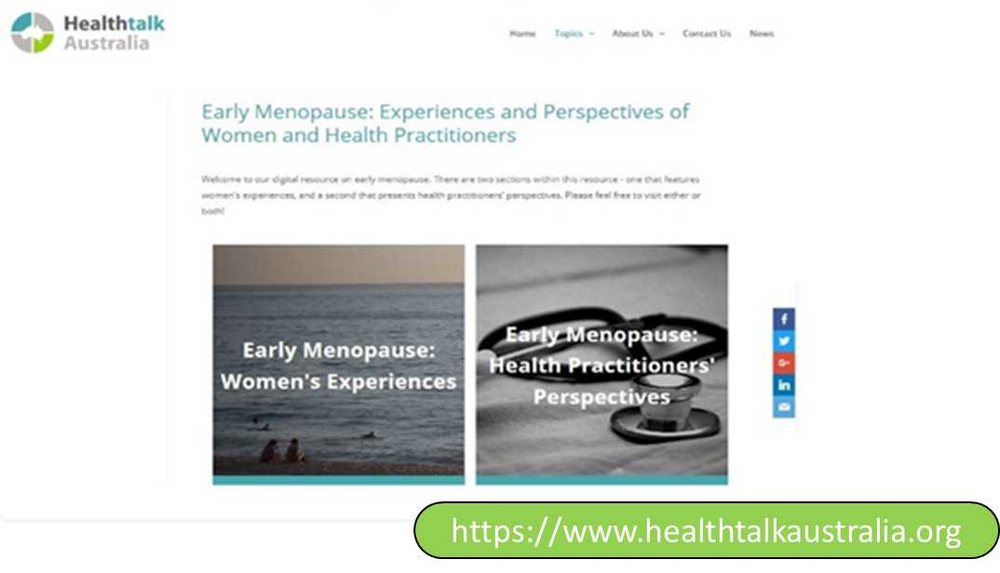 Healthtalk
Australia
Home Topics About Us Contact Us News
Early Menopause: Experiences and Perspectives of
Women and Health Practitioners
Welcome to our digital resource on early menopause. There are two sections within this resource - one that features
women's experiences, and a second that presents health practitioners' perspectives. Please feel free to visit either or
both!
Early Menopause:
Women's Experiences
Early Menopause:
Health Practitioners'
Perspectives
f
G+
in
https://www.healthtalkaustralia.org